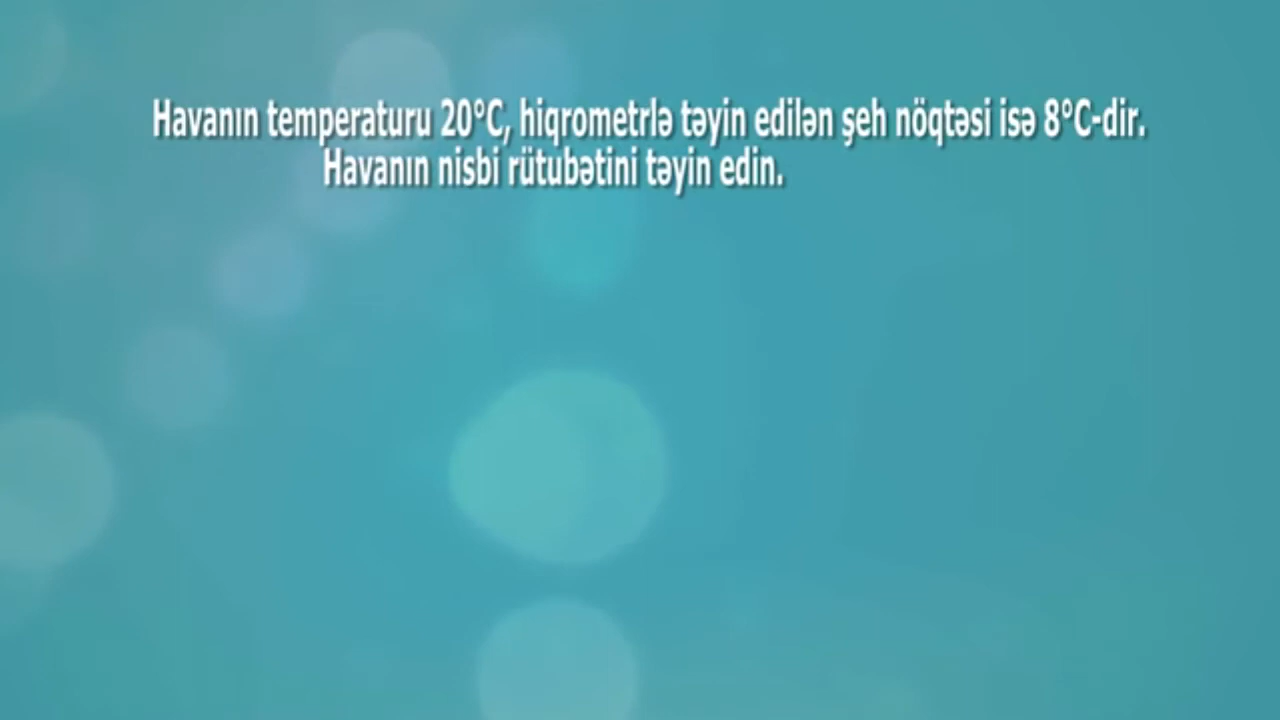 Havanın temperaturu 20°C, hiqrometrlə təyin edilən şeh nöqtəsi isə 8°C-dir.
Havanın nisbi rütubətini təyin edin.